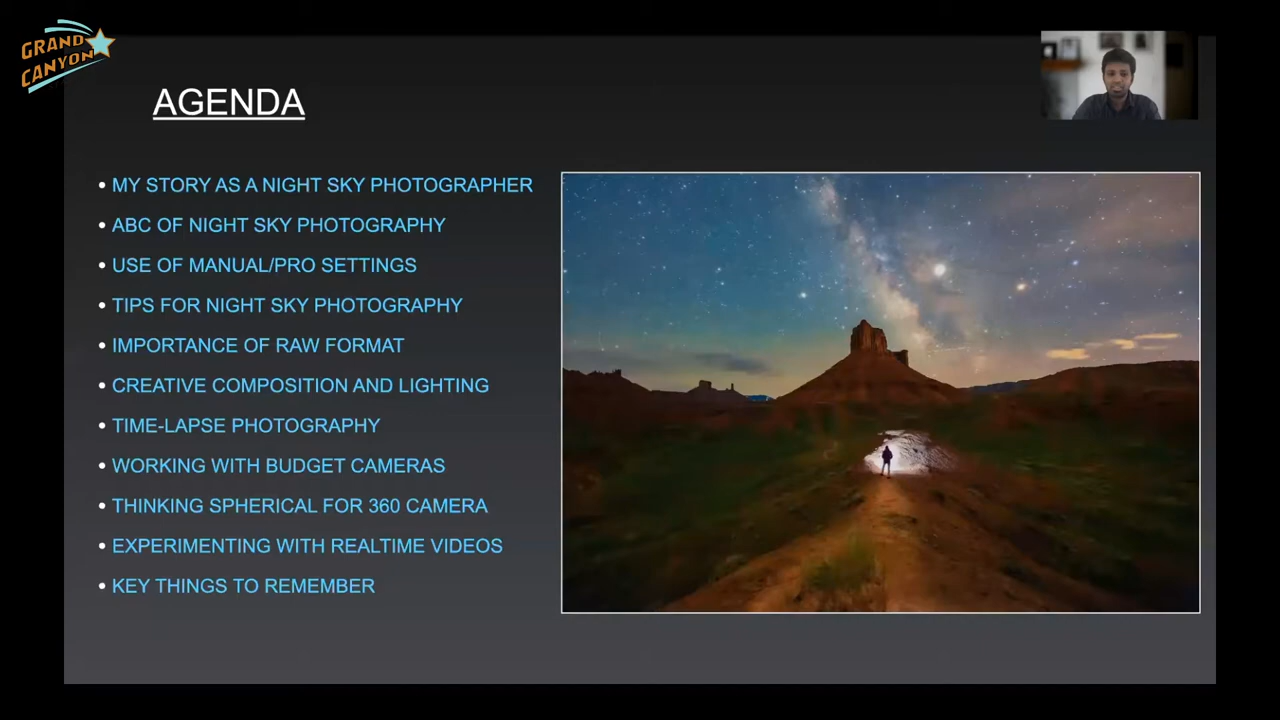 GRAND
CANYON
AGENDA
• MY STORY AS A NIGHT SKY PHOTOGRAPHER
• ABC OF NIGHT SKY PHOTOGRAPHY
• USE OF MANUAL/PRO SETTINGS
• TIPS FOR NIGHT SKY PHOTOGRAPHY
• IMPORTANCE OF RAW FORMAT
• CREATIVE COMPOSITION AND LIGHTING
• TIME-LAPSE PHOTOGRAPHY
• WORKING WITH BUDGET CAMERAS
• THINKING SPHERICAL FOR 360 CAMERA
• EXPERIMENTING WITH REALTIME VIDEOS
• KEY THINGS TO REMEMBER